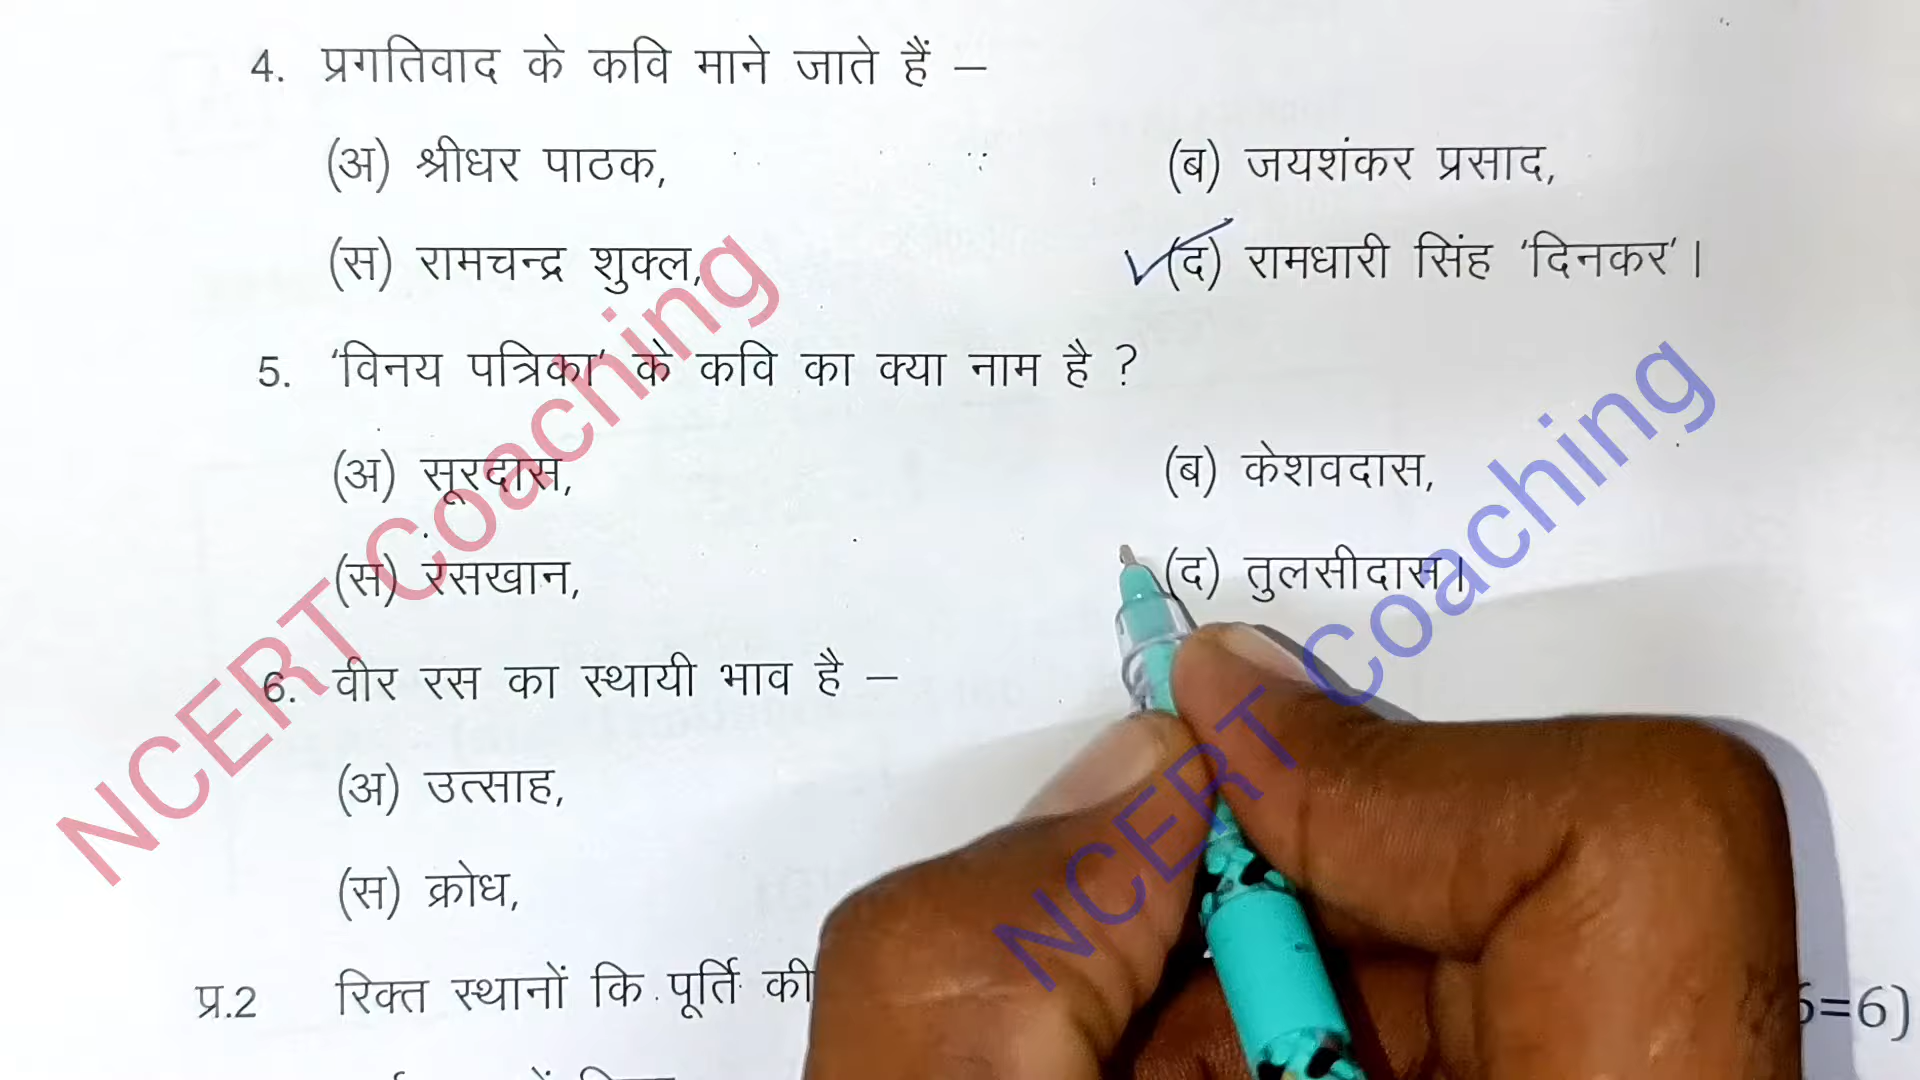 4. प्रगतिवाद के कवि माने जाते हैं –
(अ) श्रीधर पाठक, (ब) जयशंकर प्रसाद,
(स) रामचन्द्र शुक्ल, (द) रामधारी सिंह 'दिनकर'।
5. 'विनय पत्रिका' के कवि का क्या नाम है ?
(अ) सूरदास, (ब) केशवदास,
(स) रसखान, (द) तुलसीदास।
6. वीर रस का स्थायी भाव है –
(अ) उत्साह,
(स) क्रोध,
प्र.2 रिक्त स्थानों कि पूर्ति की =6)
NCERT Coaching
NCERT Coaching